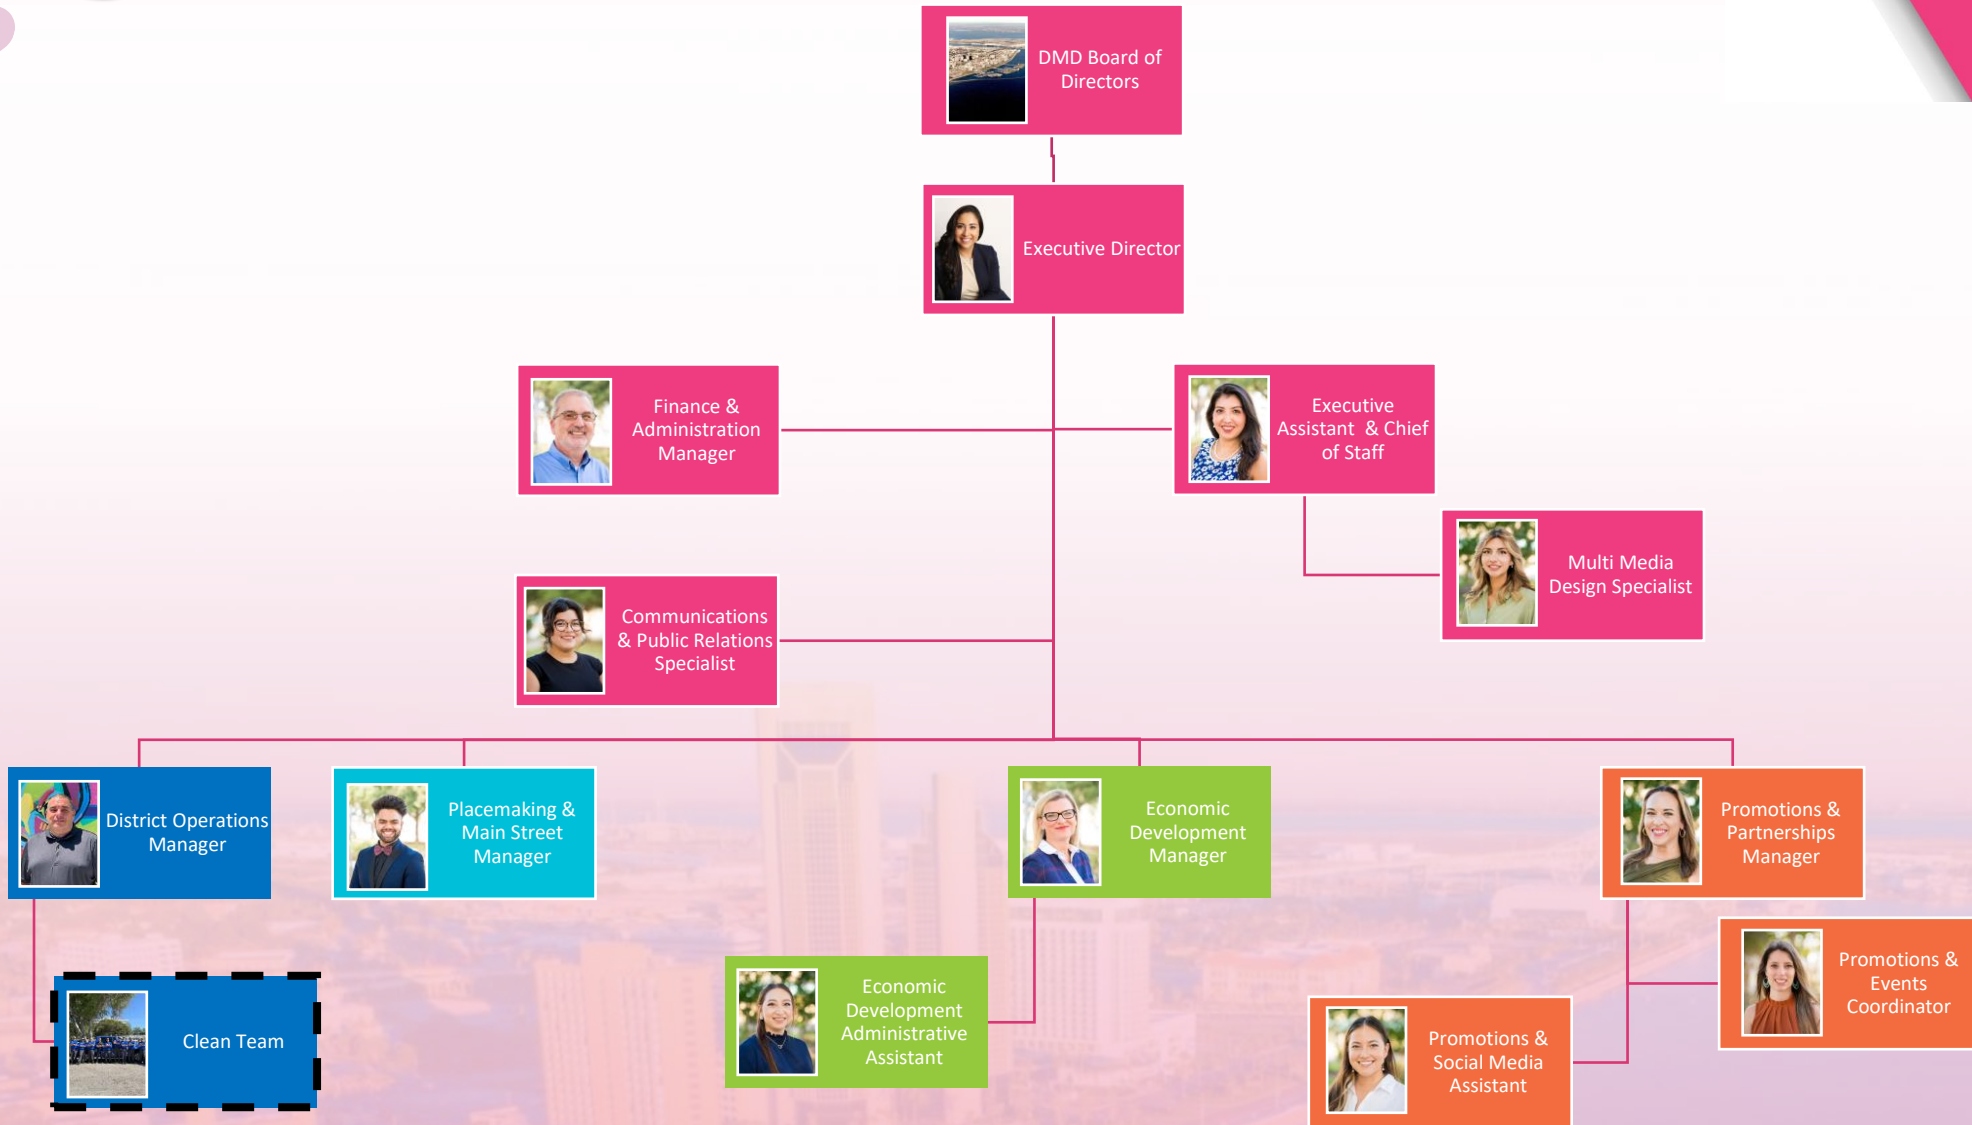 DMD Board of
Directors
Executive Director
Finance &
Administration
Manager
Executive
Assistant & Chief
of Staff
Multi Media
Design Specialist
Communications
& Public Relations
Specialist
District Operations
Manager
Placemaking &
Main Street
Manager
Economic
Development
Manager
Promotions &
Partnerships
Manager
Clean Team
Economic
Development
Administrative
Assistant
Promotions &
Social Media
Assistant
Promotions &
Events
Coordinator